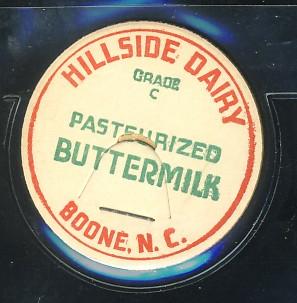 HILLSIDE DAIRY
GRADE
C
PASTEURIZED
BUTTERMILK
BOONE, N. C.